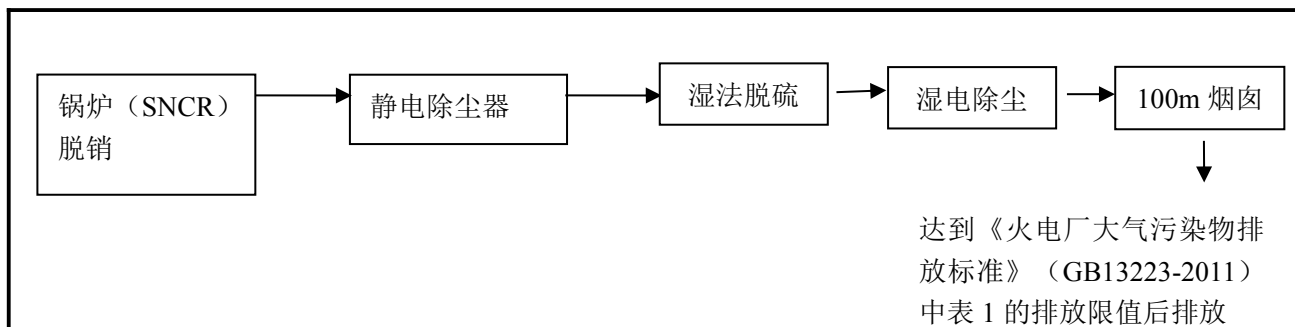 锅炉（SNCR）
脱销
静电除尘器
湿法脱硫
湿电除尘
100m 烟囱
达到《火电厂大气污染物排
放标准》（GB13223-2011）
中表 1 的排放限值后排放